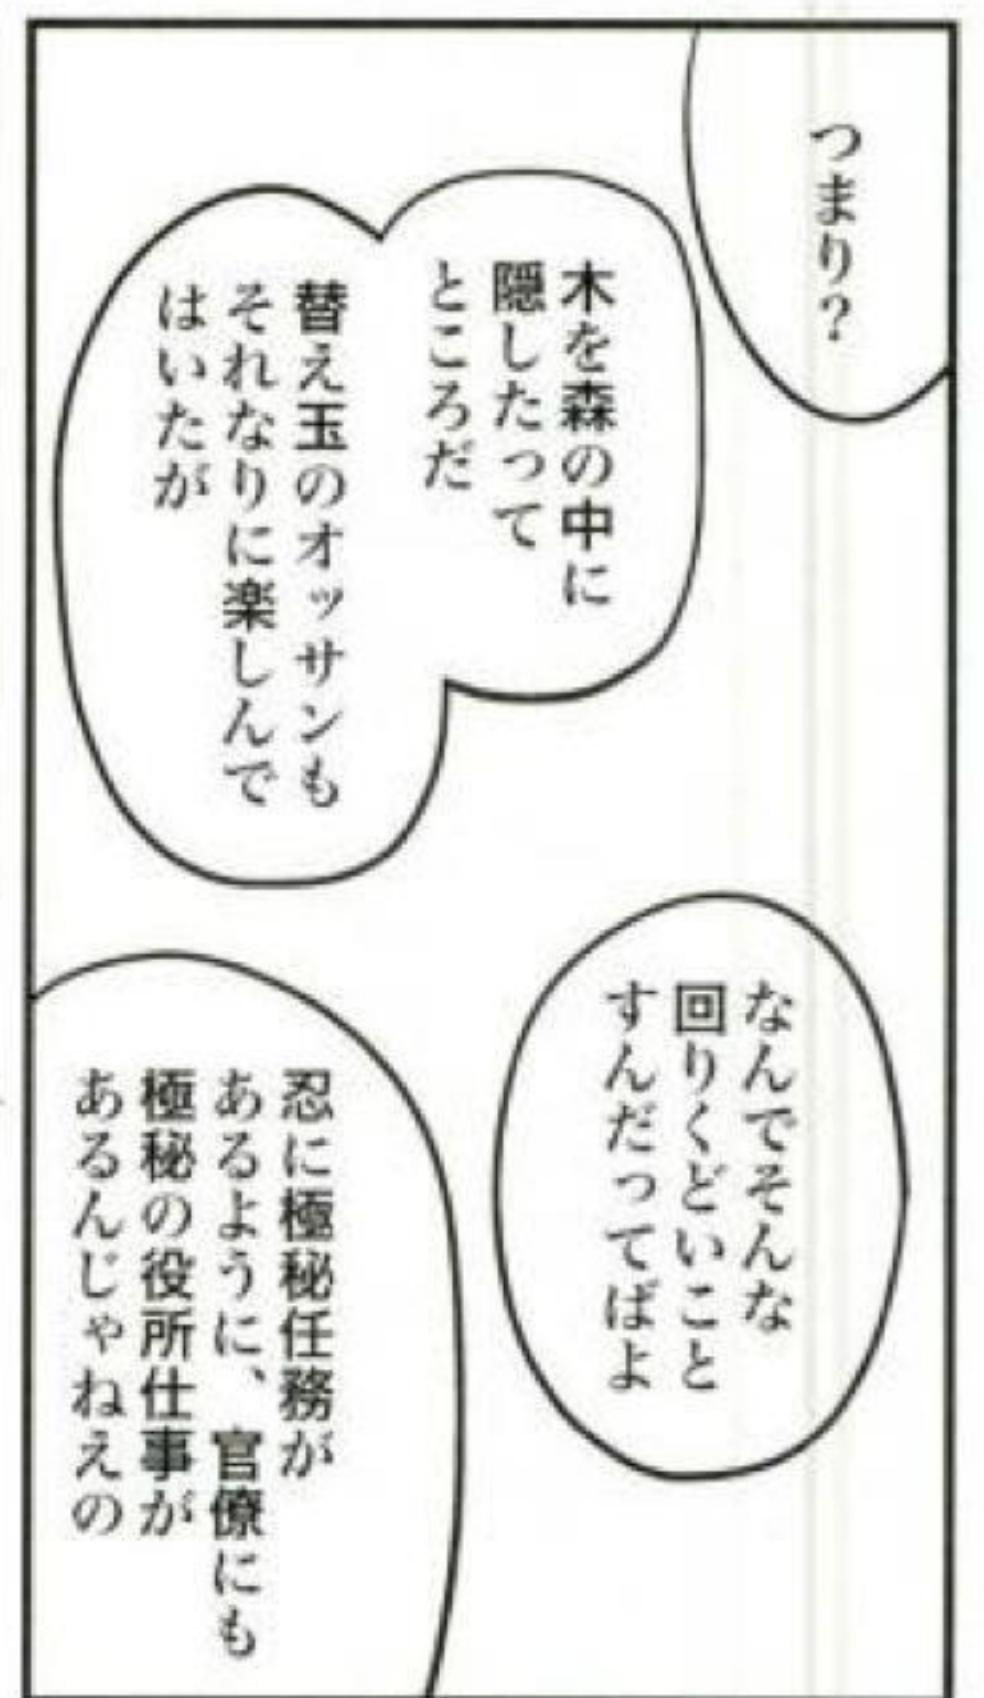 つまり?
木を森の中に
隠したって
ところだ
替え玉のオッサンも
それなりに楽しんで
はいたが
なんでそんな
回りくどいこと
すんだってばよ
忍に極秘任務が
あるように、官僚にも
極秘の役所仕事が
あるんじゃねえの